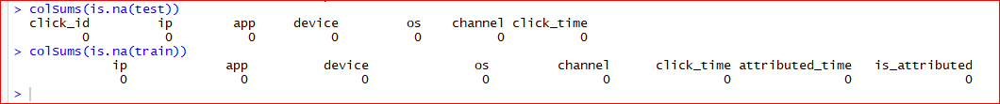 > colSums(is.na(test))
click_id ip app device os channel click_time
0 0 0 0 0 0 0
> colSums(is.na(train))
ip app device os channel click_time attributed_time is_attributed
0 0 0 0 0 0 0 0
>